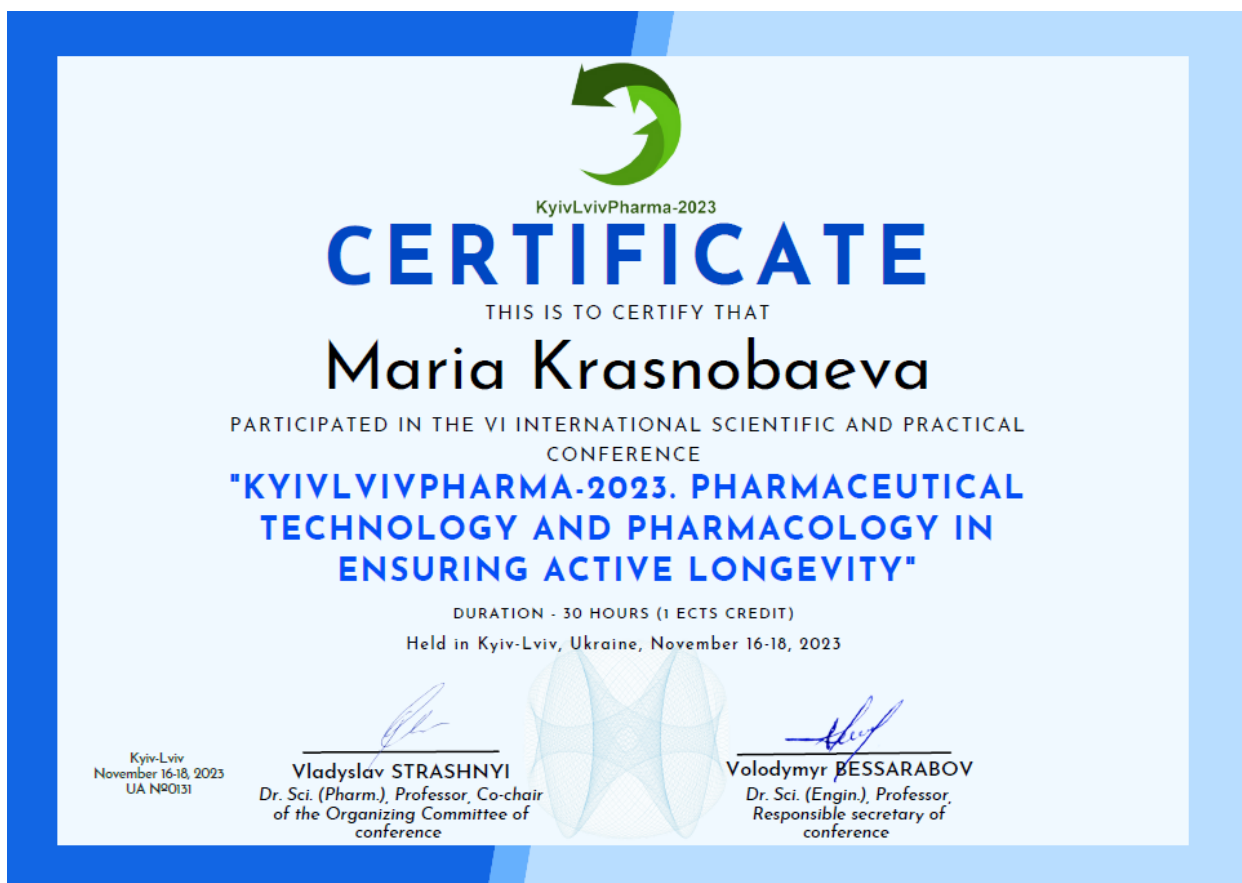 KyivLvivPharma-2023
CERTIFICATE
THIS IS TO CERTIFY THAT
Maria Krasnobaeva
PARTICIPATED IN THE VI INTERNATIONAL SCIENTIFIC AND PRACTICAL
CONFERENCE
"KYIVLVIVPHARMA-2023. PHARMACEUTICAL
TECHNOLOGY AND PHARMACOLOGY IN
ENSURING ACTIVE LONGEVITY"
DURATION - 30 HOURS (1 ECTS CREDIT)
Held in Kyiv-Lviv, Ukraine, November 16-18, 2023
Kyiv-Lviv
November 16-18, 2023
UA №0131
Vladyslav STRASHNYI
Dr. Sci. (Pharm.), Professor, Co-chair
of the Organizing Committee of
conference
Volodymyr BESSARABOV
Dr. Sci. (Engin.), Professor,
Responsible secretary of
conference